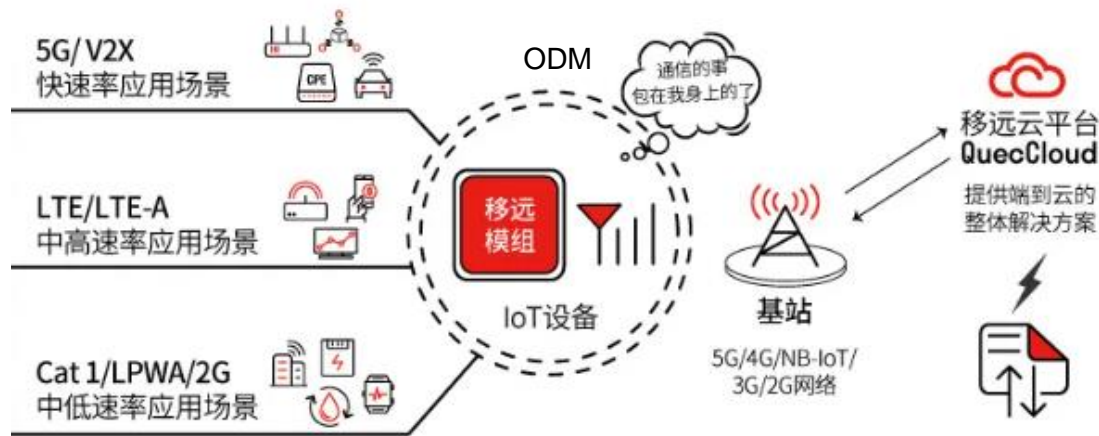 5G/ V2X
快速率应用场景
CPE
LTE/LTE-A
中高速率应用场景
Cat 1/LPWA/2G
中低速率应用场景
ODM
通信的事
包在我身上的了
移远
模组
IoT设备
基站
5G/4G/NB-IoT/
3G/2G网络
移远云平台
QuecCloud
提供端到云的
整体解决方案